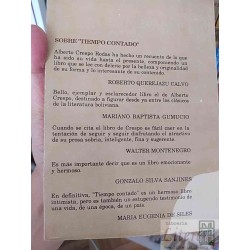 SOBRE "TIEMPO CONTADO"
Alberto Crespo Rodas ha hecho un recuento de lo que
ha sido su vida hasta el presente, componiendo un
libro que se lee con deleite por la belleza y originalidad
de su forma y lo interesante de su contenido.
ROBERTO QUEREJAZU CALVO
Bello, ejemplar y esclarecedor libro el de Alberto
Crespo, destinado a figurar desde ya entre los clásicos
de la literatura boliviana.
MARIANO BAPTISTA GUMUCIO
Cuando se cita el libro de Crespo es fácil caer en la
tentación de seguir y seguir disfrutando el atractivo
de su prosa sobria, inteligente, fina, y sugestiva.
WALTER MONTENEGRO
Es más importante decir que es un libro emocionante
y hermoso.
GONZALO SILVA SANJINES
En definitiva, "Tiempo contado" es un hermoso libro
intimista, pero es también un estupendo testimonio de
una vida, de una época, de un país.
MARIA EUGENIA DE SILES